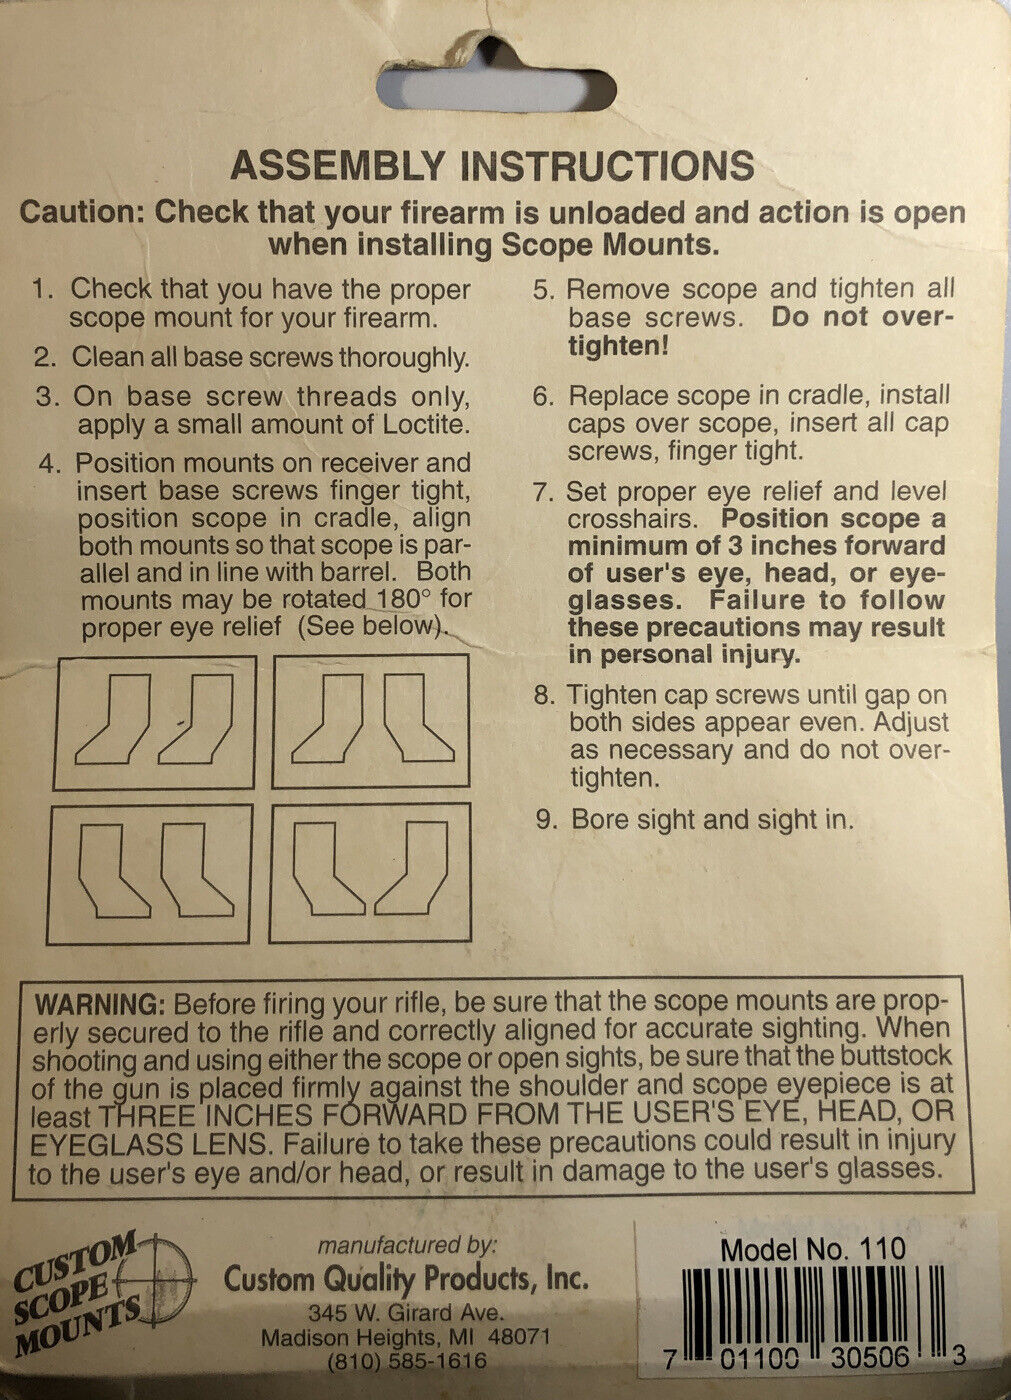 ASSEMBLY INSTRUCTIONS
Caution: Check that your firearm is unloaded and action is open
when installing Scope Mounts.
1. Check that you have the proper
scope mount for your firearm.
2. Clean all base screws thoroughly.
3. On base screw threads only,
apply a small amount of Loctite.
4. Position mounts on receiver and
insert base screws finger tight,
position scope in cradle, align
both mounts so that scope is par-
allel and in line with barrel. Both
mounts may be rotated 180° for
proper eye relief (See below).
5. Remove scope and tighten all
base screws. Do not over-
tighten!
6. Replace scope in cradle, install
caps over scope, insert all cap
screws, finger tight.
7. Set proper eye relief and level
crosshairs. Position scope a
minimum of 3 inches forward
of user's eye, head, or eye-
glasses. Failure to follow
these precautions may result
in personal injury.
8. Tighten cap screws until gap on
both sides appear even. Adjust
as necessary and do not over-
tighten.
9. Bore sight and sight in.
WARNING: Before firing your rifle, be sure that the scope mounts are prop-
erly secured to the rifle and correctly aligned for accurate sighting. When
shooting and using either the scope or open sights, be sure that the buttstock
of the gun is placed firmly against the shoulder and scope eyepiece is at
least THREE INCHES FORWARD FROM THE USER'S EYE, HEAD, OR
EYEGLASS LENS. Failure to take these precautions could result in injury
to the user's eye and/or head, or result in damage to the user's glasses.
CUSTOM
SCOPE
MOUNTS
manufactured by:
Custom Quality Products, Inc.
345 W. Girard Ave.
Madison Heights, MI 48071
(810) 585-1616
Model No. 110
7 01100 30506 3